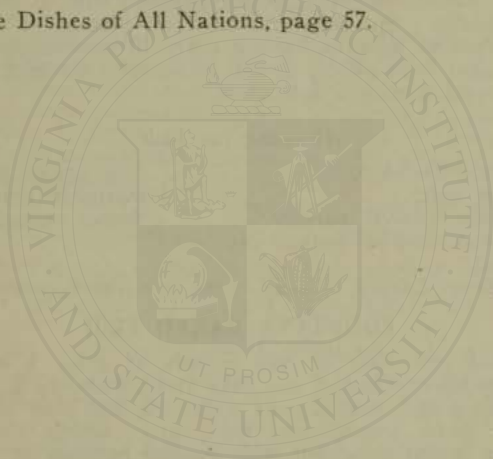 e Dishes of All Nations, page 57.
VIRGINIA POLYTECHNIC INSTITUTE
AND STATE UNIVERSITY
UT PROSIM